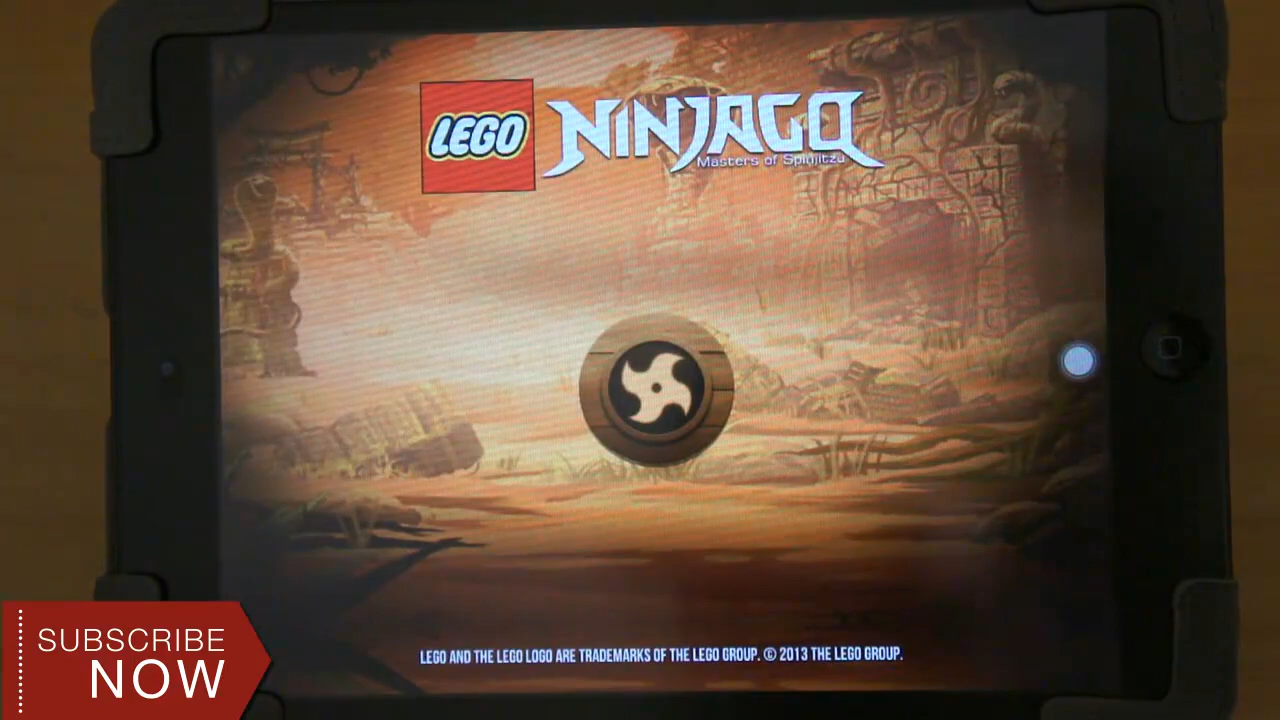 LEGO NINJAGO
Masters of Spinjitzu
LEGO AND THE LEGO LOGO ARE TRADEMARKS OF THE LEGO GROUP. © 2013 THE LEGO GROUP.
SUBSCRIBE
NOW